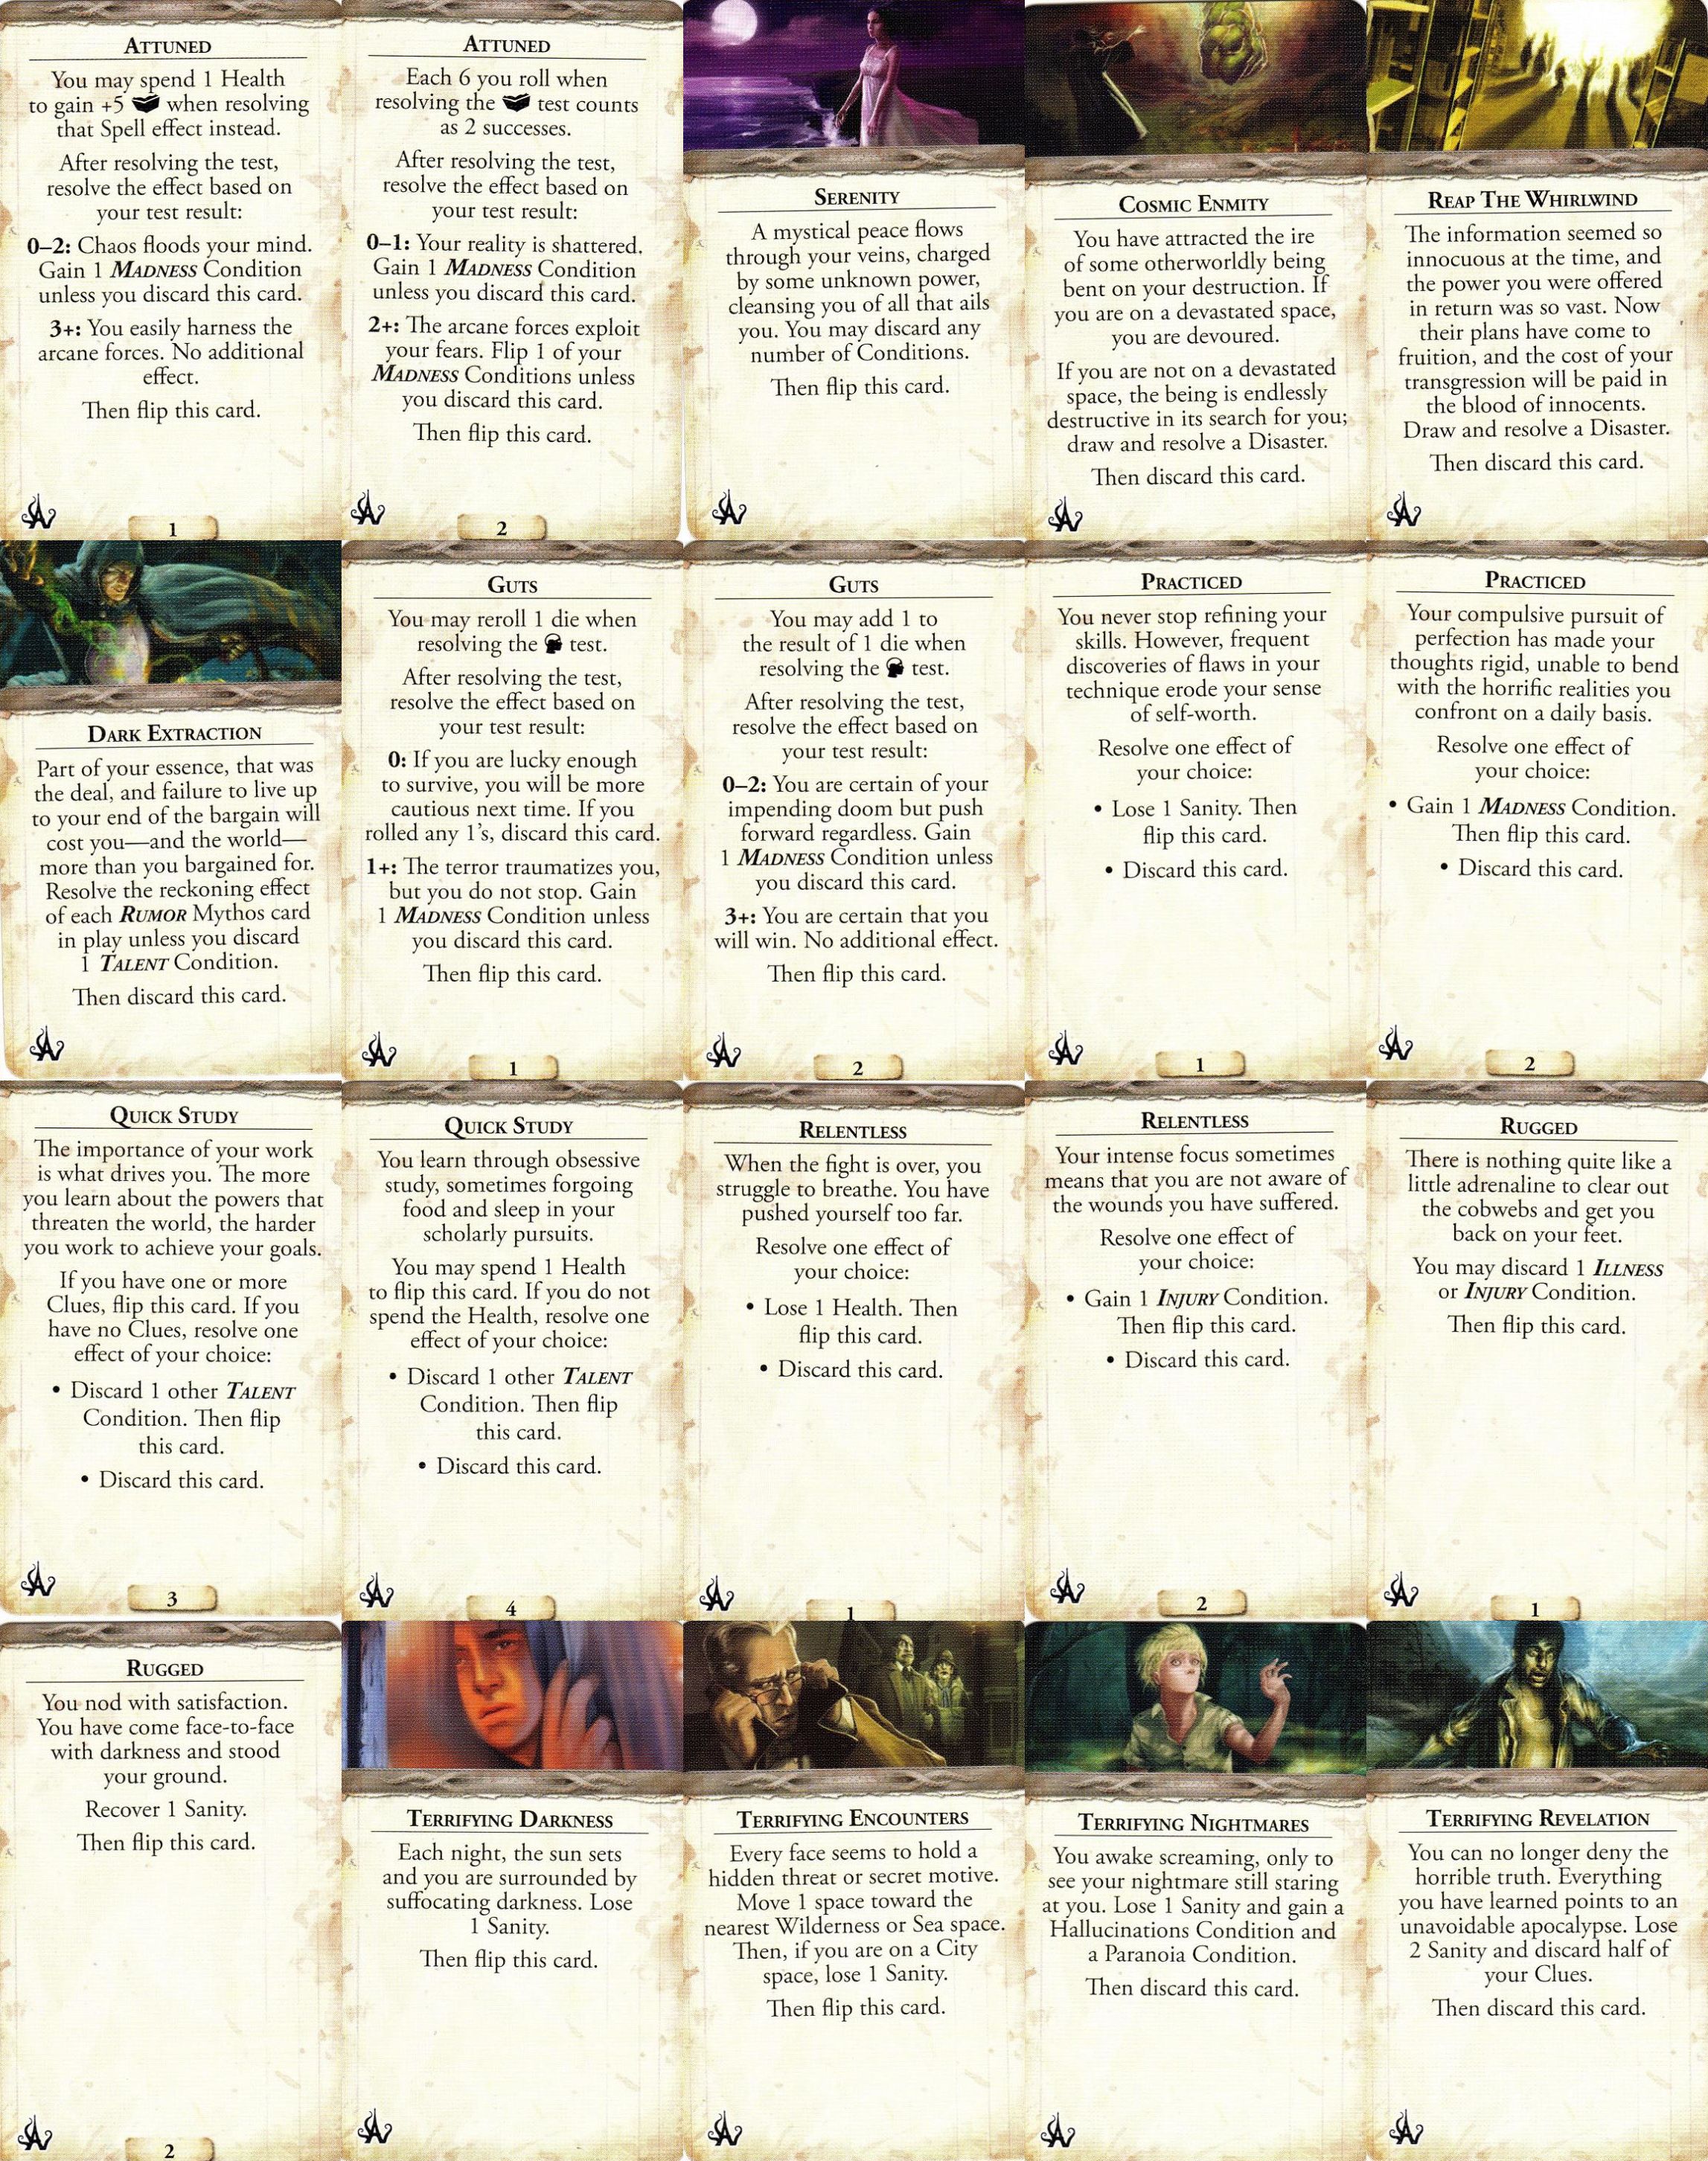 ATTUNED
You may spend 1 Health
to gain +5 when resolving
that Spell effect instead.
After resolving the test,
resolve the effect based on
your test result:
0–2: Chaos floods your mind.
Gain 1 MADNESS Condition
unless you discard this card.
3+: You easily harness the
arcane forces. No additional
effect.
Then flip this card.
1
ATTUNED
Each 6 you roll when
resolving the test counts
as 2 successes.
After resolving the test,
resolve the effect based on
your test result:
0–1: Your reality is shattered.
Gain 1 MADNESS Condition
unless you discard this card.
2+: The arcane forces exploit
your fears. Flip 1 of your
MADNESS Conditions unless
you discard this card.
Then flip this card.
2
SERENITY
A mystical peace flows
through your veins, charged
by some unknown power,
cleansing you of all that ails
you. You may discard any
number of Conditions.
Then flip this card.
COSMIC ENMITY
You have attracted the ire
of some otherworldly being
bent on your destruction. If
you are on a devastated space,
you are devoured.
If you are not on a devastated
space, the being is endlessly
destructive in its search for you;
draw and resolve a Disaster.
Then discard this card.
REAP THE WHIRLWIND
The information seemed so
innocuous at the time, and
the power you were offered
in return was so vast. Now
their plans have come to
fruition, and the cost of your
transgression will be paid in
the blood of innocents.
Draw and resolve a Disaster.
Then discard this card.
DARK EXTRACTION
Part of your essence, that was
the deal, and failure to live up
to your end of the bargain will
cost you—and the world—
more than you bargained for.
Resolve the reckoning effect
of each RUMOR Mythos card
in play unless you discard
1 TALENT Condition.
Then discard this card.
GUTS
You may reroll 1 die when
resolving the test.
After resolving the test,
resolve the effect based on
your test result:
0: If you are lucky enough
to survive, you will be more
cautious next time. If you
rolled any 1's, discard this card.
1+: The terror traumatizes you,
but you do not stop. Gain
1 MADNESS Condition unless
you discard this card.
Then flip this card.
1
GUTS
You may add 1 to
the result of 1 die when
resolving the test.
After resolving the test,
resolve the effect based on
your test result:
0–2: You are certain of your
impending doom but push
forward regardless. Gain
1 MADNESS Condition unless
you discard this card.
3+: You are certain that you
will win. No additional effect.
Then flip this card.
2
PRACTICED
You never stop refining your
skills. However, frequent
discoveries of flaws in your
technique erode your sense
of self-worth.
Resolve one effect of
your choice:
• Lose 1 Sanity. Then
flip this card.
• Discard this card.
1
PRACTICED
Your compulsive pursuit of
perfection has made your
thoughts rigid, unable to bend
with the horrific realities you
confront on a daily basis.
Resolve one effect of
your choice:
• Gain 1 MADNESS Condition.
Then flip this card.
• Discard this card.
2
QUICK STUDY
The importance of your work
is what drives you. The more
you learn about the powers that
threaten the world, the harder
you work to achieve your goals.
If you have one or more
Clues, flip this card. If you
have no Clues, resolve one
effect of your choice:
• Discard 1 other TALENT
Condition. Then flip
this card.
• Discard this card.
3
QUICK STUDY
You learn through obsessive
study, sometimes forgoing
food and sleep in your
scholarly pursuits.
You may spend 1 Health
to flip this card. If you do not
spend the Health, resolve one
effect of your choice:
• Discard 1 other TALENT
Condition. Then flip
this card.
• Discard this card.
4
RELENTLESS
When the fight is over, you
struggle to breathe. You have
pushed yourself too far.
Resolve one effect of
your choice:
• Lose 1 Health. Then
flip this card.
• Discard this card.
1
RELENTLESS
Your intense focus sometimes
means that you are not aware of
the wounds you have suffered.
Resolve one effect of
your choice:
• Gain 1 INJURY Condition.
Then flip this card.
• Discard this card.
2
RUGGED
There is nothing quite like a
little adrenaline to clear out
the cobwebs and get you
back on your feet.
You may discard 1 ILLNESS
or INJURY Condition.
Then flip this card.
1
RUGGED
You nod with satisfaction.
You have come face-to-face
with darkness and stood
your ground.
Recover 1 Sanity.
Then flip this card.
2
TERRIFYING DARKNESS
Each night, the sun sets
and you are surrounded by
suffocating darkness. Lose
1 Sanity.
Then flip this card.
TERRIFYING ENCOUNTERS
Every face seems to hold a
hidden threat or secret motive.
Move 1 space toward the
nearest Wilderness or Sea space.
Then, if you are on a City
space, lose 1 Sanity.
Then flip this card.
TERRIFYING NIGHTMARES
You awake screaming, only to
see your nightmare still staring
at you. Lose 1 Sanity and gain a
Hallucinations Condition and
a Paranoia Condition.
Then discard this card.
TERRIFYING REVELATION
You can no longer deny the
horrible truth. Everything
you have learned points to an
unavoidable apocalypse. Lose
2 Sanity and discard half of
your Clues.
Then discard this card.